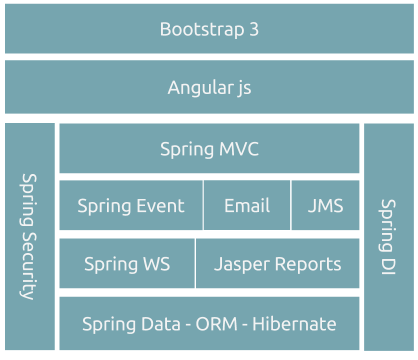 Bootstrap 3
Angular js
Spring Security
Spring MVC
Spring Event
Email
JMS
Spring WS
Jasper Reports
Spring Data - ORM - Hibernate
Spring DI